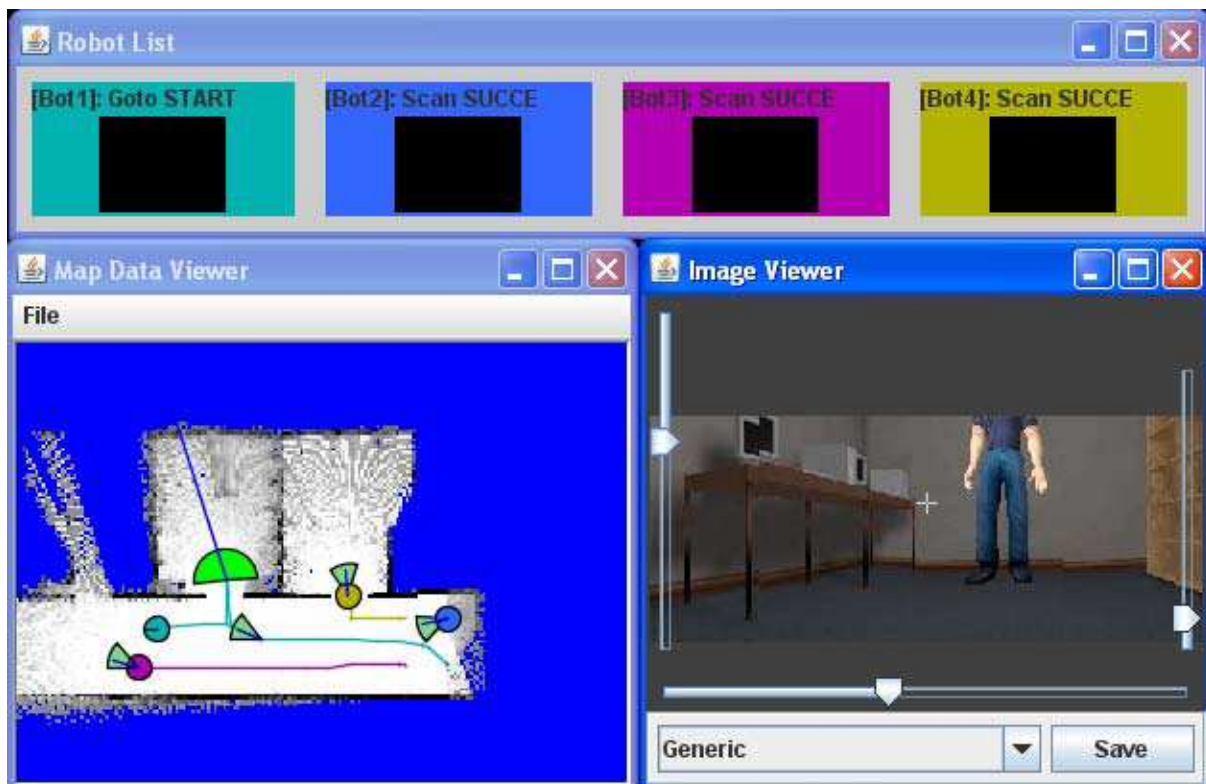 Robot List
[Bot1]: Goto START
[Bot2]: Scan SUCCE
[Bot3]: Scan SUCCE
[Bot4]: Scan SUCCE
Map Data Viewer
File
Image Viewer
Generic
Save